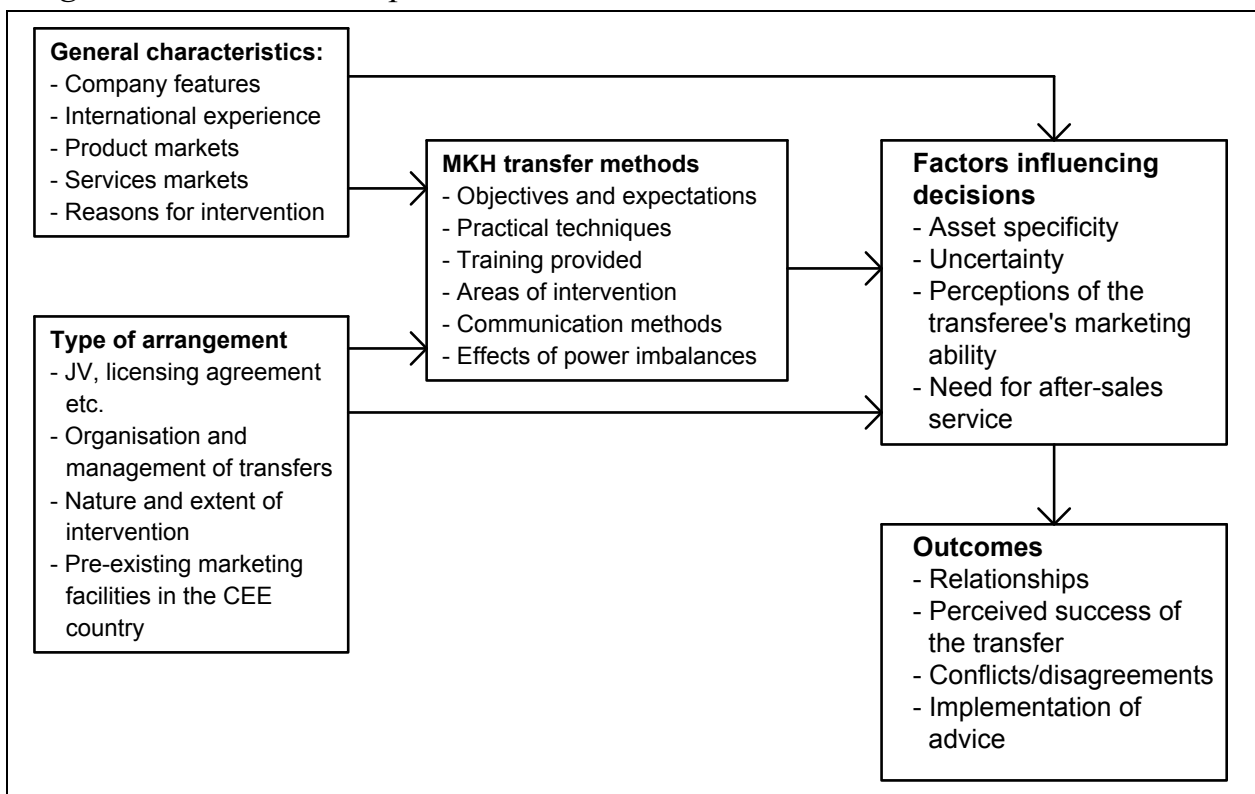 General characteristics:
- Company features
- International experience
- Product markets
- Services markets
- Reasons for intervention
Type of arrangement
- JV, licensing agreement
etc.
- Organisation and
management of transfers
- Nature and extent of
intervention
- Pre-existing marketing
facilities in the CEE
country
MKH transfer methods
- Objectives and expectations
- Practical techniques
- Training provided
- Areas of intervention
- Communication methods
- Effects of power imbalances
Factors influencing
decisions
- Asset specificity
- Uncertainty
- Perceptions of the
transferee's marketing
ability
- Need for after-sales
service
Outcomes
- Relationships
- Perceived success of
the transfer
- Conflicts/disagreements
- Implementation of
advice